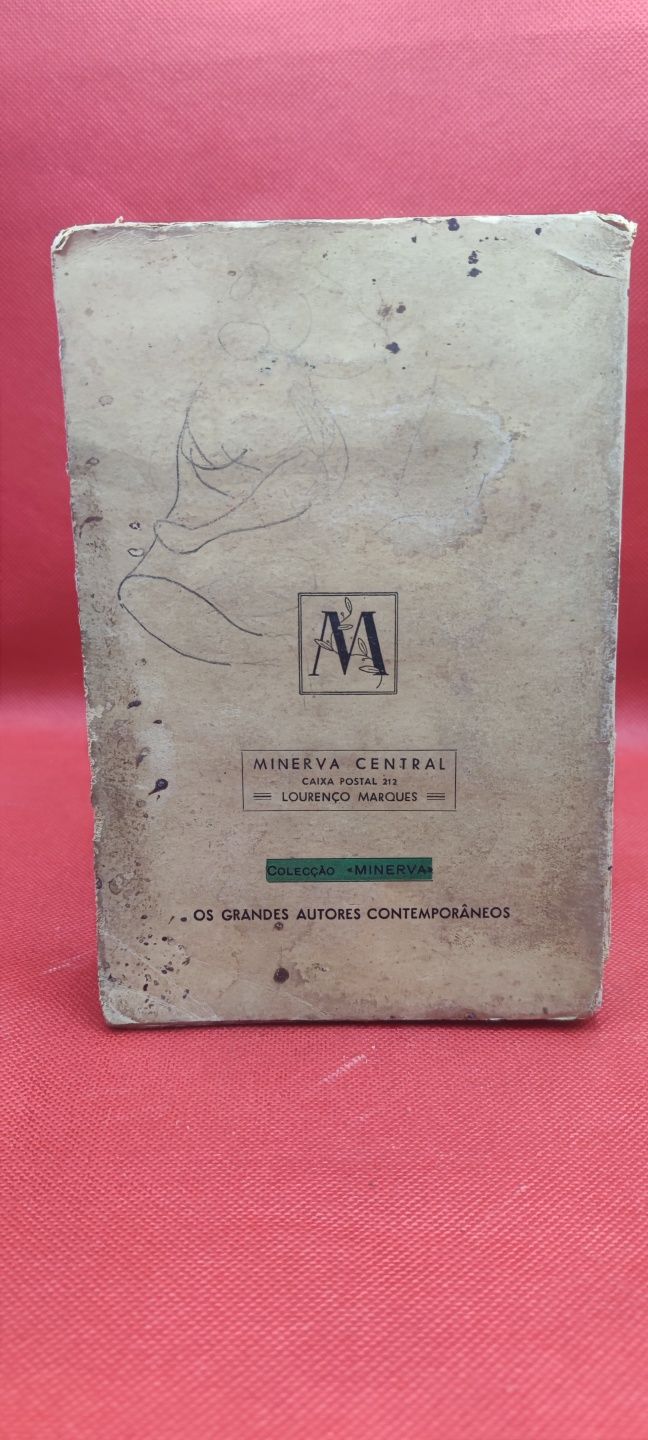 M
MINERVA CENTRAL
CAIXA POSTAL 212
LOURENÇO MARQUES
COLECÇÃO «MINERVA»
OS GRANDES AUTORES CONTEMPORÂNEOS